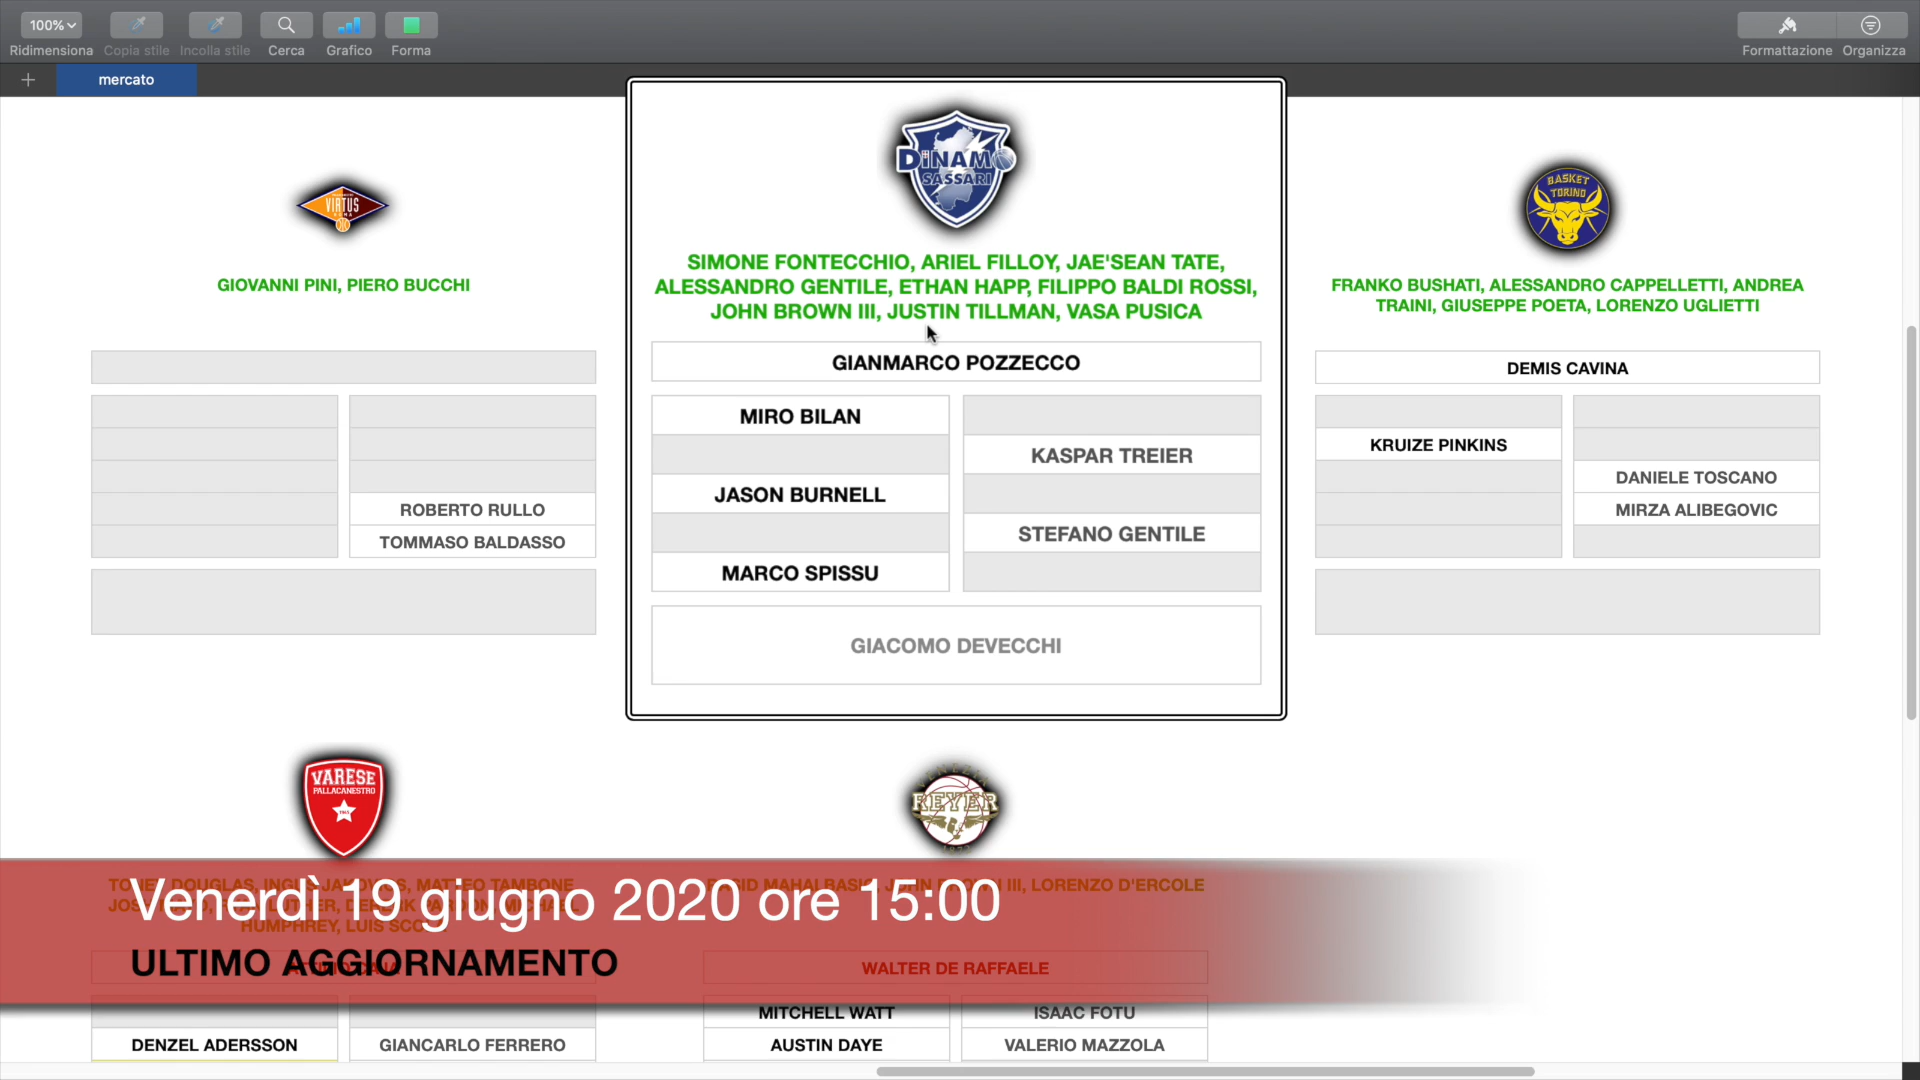 100%
Ridimensiona
Copia stile
Incolla stile
Cerca
Grafico
Forma
Formattazione
Organizza
mercato
VIRTUS
ROMA
GIOVANNI PINI, PIERO BUCCHI
ROBERTO RULLO
TOMMASO BALDASSO
DINAMO
SASSARI
SIMONE FONTECCHIO, ARIEL FILLOY, JAE'SEAN TATE,
ALESSANDRO GENTILE, ETHAN HAPP, FILIPPO BALDI ROSSI,
JOHN BROWN III, JUSTIN TILLMAN, VASA PUSICA
GIANMARCO POZZECCO
MIRO BILAN
KASPAR TREIER
JASON BURNELL
STEFANO GENTILE
MARCO SPISSU
GIACOMO DEVECCHI
BASKET
TORINO
FRANKO BUSHATI, ALESSANDRO CAPPELLETTI, ANDREA
TRAINI, GIUSEPPE POETA, LORENZO UGLIETTI
DEMIS CAVINA
KRUIZE PINKINS
DANIELE TOSCANO
MIRZA ALIBEGOVIC
VARESE
PALLACANESTRO
VENEZIA
REYER
1872
Venerdì 19 giugno 2020 ore 15:00
ULTIMO AGGIORNAMENTO
III, LORENZO D'ERCOLE
WALTER DE RAFFAELE
DENZEL ADERSSON
GIANCARLO FERRERO
MITCHELL WATT
ISAAC FOTU
AUSTIN DAYE
VALERIO MAZZOLA